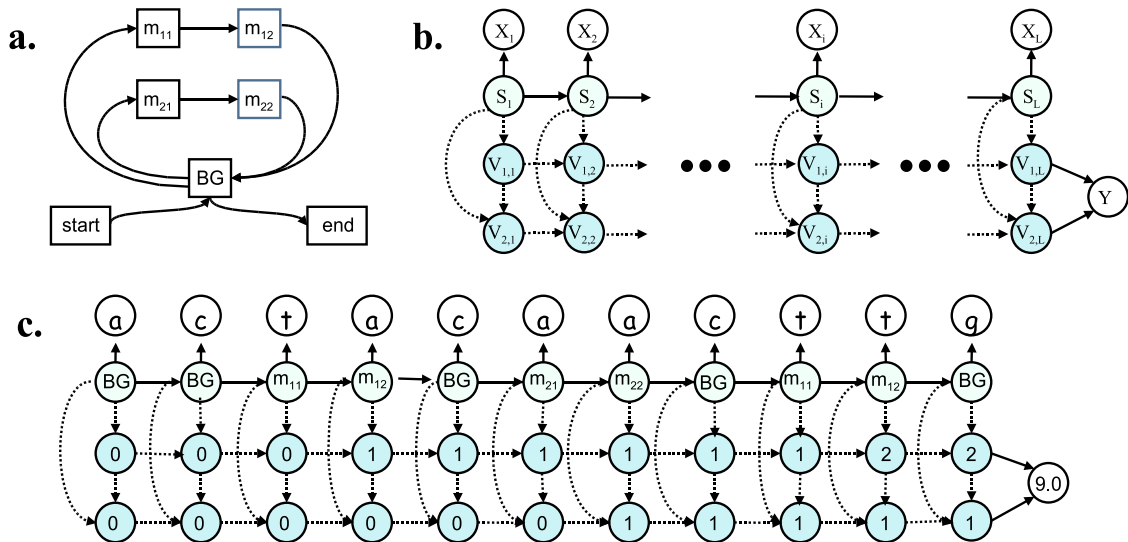 a.
m11 m12
m21 m22
BG
start end
b.
X1 X2 Xi XL
S1 S2 Si SL
V1,1 V1,2 V1,i V1,L
Y
V2,1 V2,2 V2,i V2,L
c.
a c t a c a a c t t g
BG BG m11 m12 BG m21 m22 BG m11 m12 BG
0 0 0 1 1 1 1 1 1 2 2
9.0
0 0 0 0 0 0 1 1 1 1 1